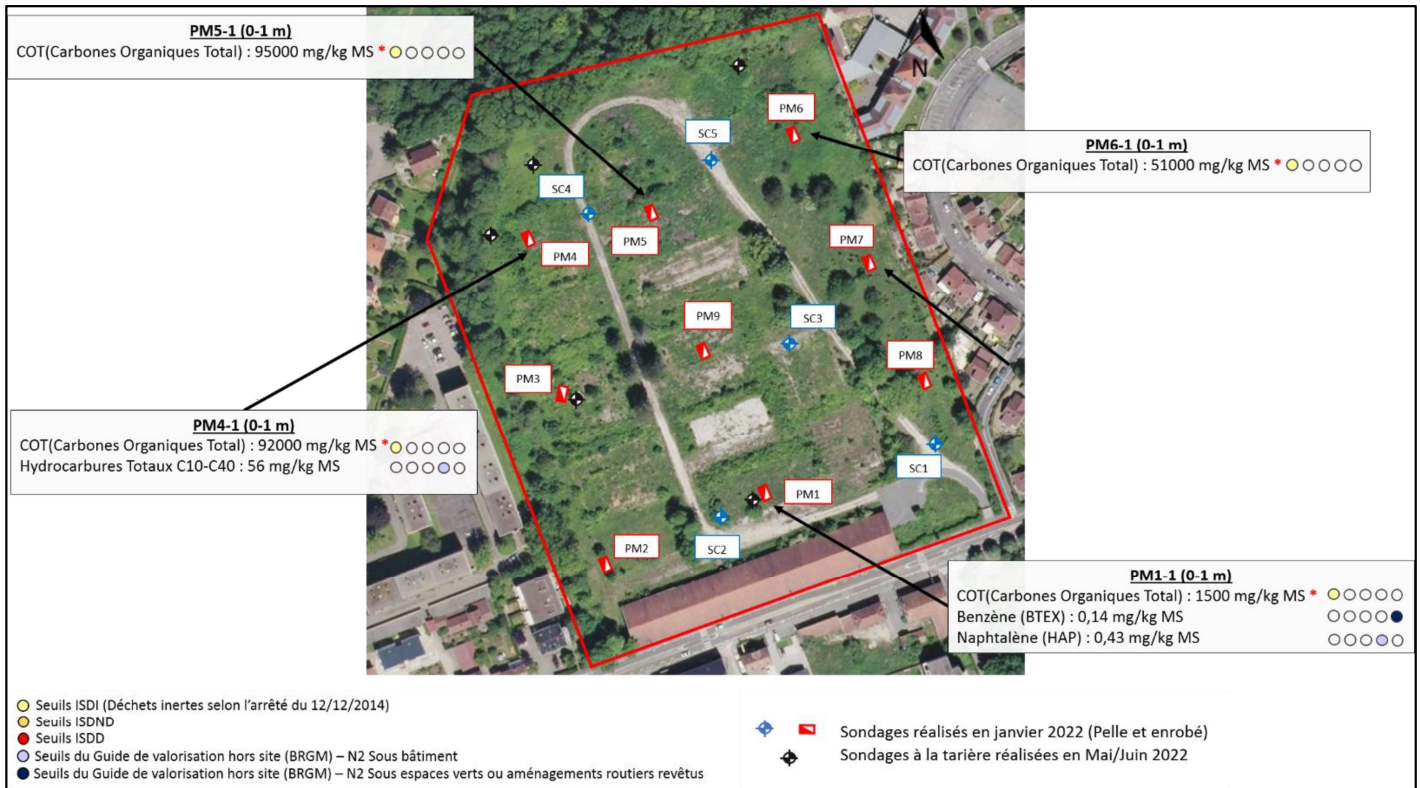 PM5-1 (0-1 m)
COT(Carbones Organiques Total) : 95000 mg/kg MS *
N
PM6
SC5
PM6-1 (0-1 m)
COT(Carbones Organiques Total) : 51000 mg/kg MS *
SC4
PM4
PM5
PM7
PM9
SC3
PM3
PM8
PM4-1 (0-1 m)
COT(Carbones Organiques Total) : 92000 mg/kg MS *
Hydrocarbures Totaux C10-C40 : 56 mg/kg MS
SC1
PM1
SC2
PM2
PM1-1 (0-1 m)
COT(Carbones Organiques Total) : 1500 mg/kg MS *
Benzène (BTEX) : 0,14 mg/kg MS
Naphtalène (HAP) : 0,43 mg/kg MS
Seuils ISDI (Déchets inertes selon l'arrêté du 12/12/2014)
Seuils ISDND
Seuils ISDD
Seuils du Guide de valorisation hors site (BRGM) – N2 Sous bâtiment
Seuils du Guide de valorisation hors site (BRGM) – N2 Sous espaces verts ou aménagements routiers revêtus
Sondages réalisés en janvier 2022 (Pelle et enrobé)
Sondages à la tarière réalisées en Mai/Juin 2022